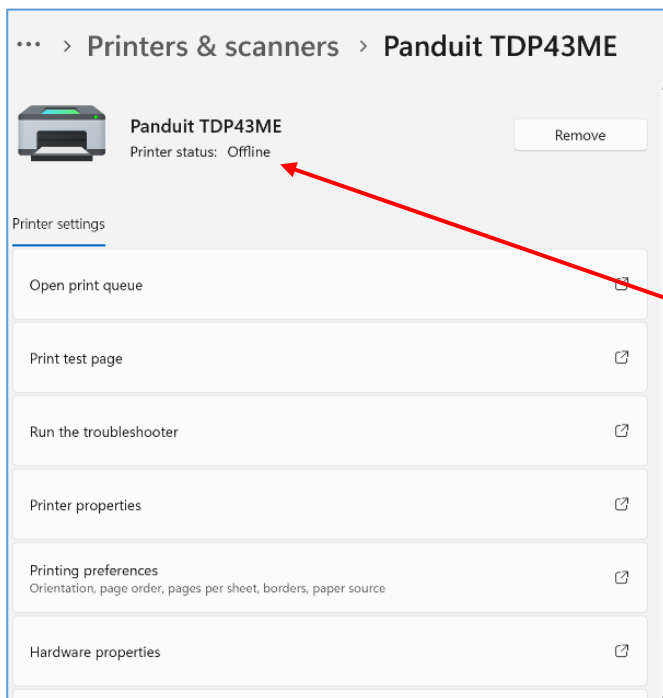 ··· > Printers & scanners > Panduit TDP43ME
Panduit TDP43ME
Printer status: Offline
Remove
Printer settings
Open print queue
Print test page
Run the troubleshooter
Printer properties
Printing preferences
Orientation, page order, pages per sheet, borders, paper source
Hardware properties